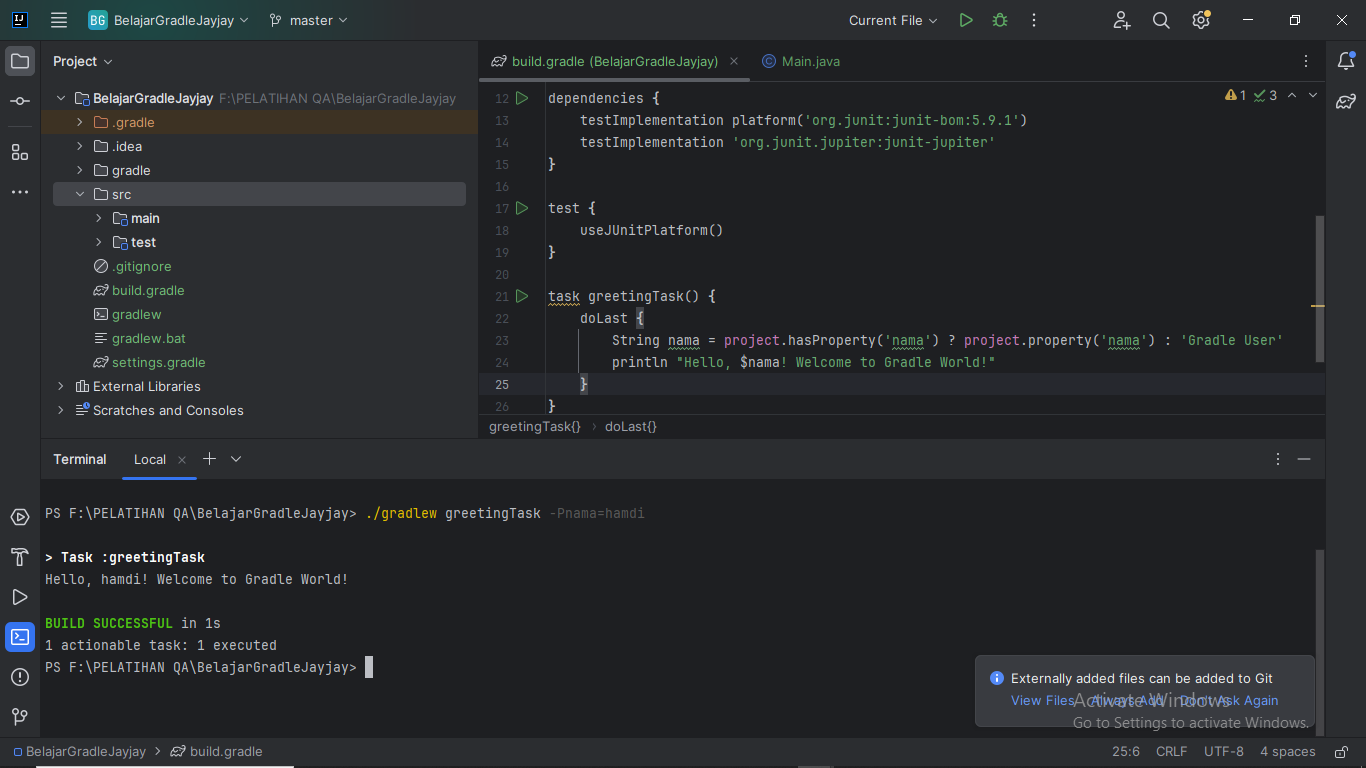 BG BelajarGradleJayjay master Current File
Project
build.gradle (BelajarGradleJayjay) Main.java
BelajarGradleJayjay F:\PELATIHAN QA\BelajarGradleJayjay
.gradle
.idea
gradle
src
main
test
.gitignore
build.gradle
gradlew
gradlew.bat
settings.gradle
External Libraries
Scratches and Consoles
1 3
12 dependencies {
13 testImplementation platform('org.junit:junit-bom:5.9.1')
14 testImplementation 'org.junit.jupiter:junit-jupiter'
15 }
16
17 test {
18 useJUnitPlatform()
19 }
20
21 task greetingTask() {
22 doLast {
23 String nama = project.hasProperty('nama') ? project.property('nama') : 'Gradle User'
24 println "Hello, $nama! Welcome to Gradle World!"
25 }
26 }
greetingTask{} › doLast{}
Terminal Local
PS F:\PELATIHAN QA\BelajarGradleJayjay> ./gradlew greetingTask -Pnama=hamdi
> Task :greetingTask
Hello, hamdi! Welcome to Gradle World!
BUILD SUCCESSFUL in 1s
1 actionable task: 1 executed
PS F:\PELATIHAN QA\BelajarGradleJayjay>
Externally added files can be added to Git
View Files Always Add Don't Ask Again
Activate Windows
Go to Settings to activate Windows.
BelajarGradleJayjay > build.gradle 25:6 CRLF UTF-8 4 spaces